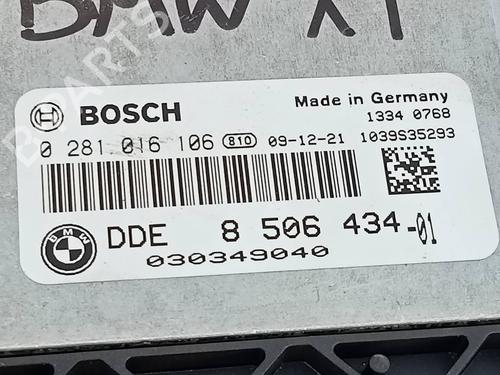 BMW X1
BOSCH
Made in Germany
1334 0768
0 281 016 106 810 09-12-21 1039S35293
BMW DDE 8 506 434-01
030349040